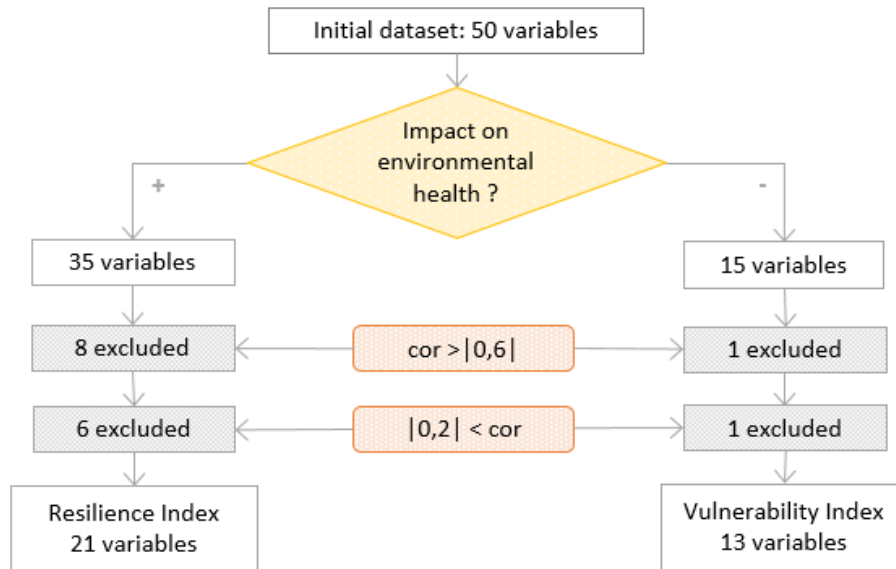 Initial dataset: 50 variables
Impact on
environmental
health ?
+
-
35 variables
15 variables
8 excluded
cor >|0,6|
1 excluded
6 excluded
|0,2| < cor
1 excluded
Resilience Index
21 variables
Vulnerability Index
13 variables